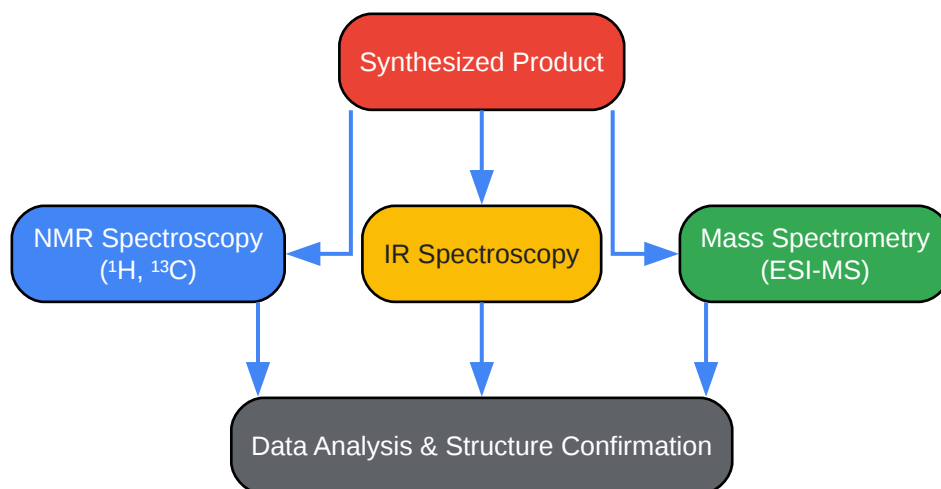 Synthesized Product
NMR Spectroscopy
(¹H, ¹³C)
IR Spectroscopy
Mass Spectrometry
(ESI-MS)
Data Analysis & Structure Confirmation